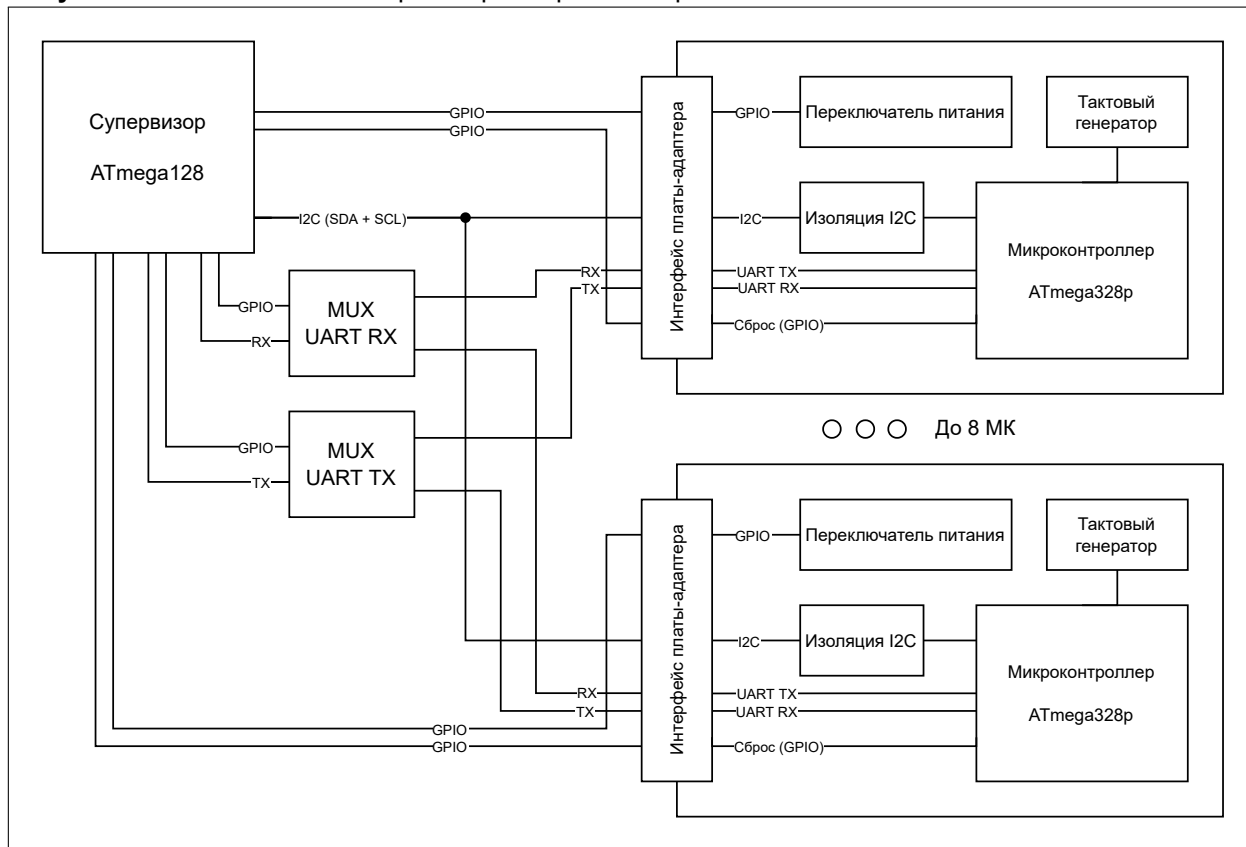 Супервизор
ATmega128
GPIO
GPIO
I2C (SDA + SCL)
GPIO
RX
MUX
UART RX
GPIO
TX
MUX
UART TX
RX
TX
Интерфейс платы-адаптера
GPIO
Переключатель питания
Тактовый
генератор
I2C
Изоляция I2C
UART TX
UART RX
Сброс (GPIO)
Микроконтроллер
ATmega328p
До 8 МК
RX
TX
GPIO
GPIO
Интерфейс платы-адаптера
GPIO
Переключатель питания
Тактовый
генератор
I2C
Изоляция I2C
UART TX
UART RX
Сброс (GPIO)
Микроконтроллер
ATmega328p